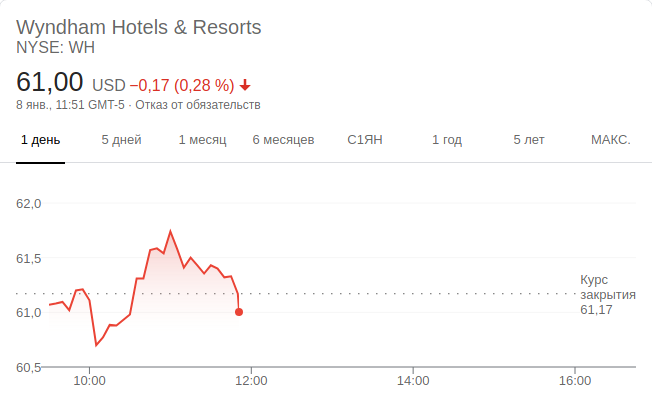 Wyndham Hotels & Resorts
NYSE: WH
61,00 USD −0,17 (0,28 %)
8 янв., 11:51 GMT-5 · Отказ от обязательств
1 день 5 дней 1 месяц 6 месяцев С1ЯН 1 год 5 лет МАКС.
62,0
61,5
Курс
закрытия
61,17
61,0
60,5
10:00 12:00 14:00 16:00